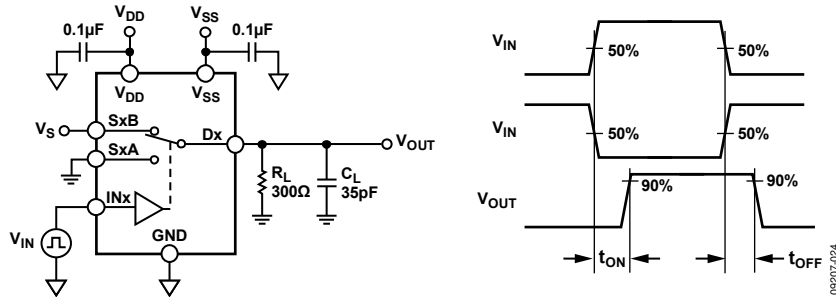 VDD
VSS
0.1µF
0.1µF
VDD
VSS
VS
SxB
Dx
VOUT
SxA
RL
300Ω
CL
35pF
INx
VIN
GND
VIN
50%
50%
VIN
50%
50%
VOUT
90%
90%
tON
tOFF
09207-024